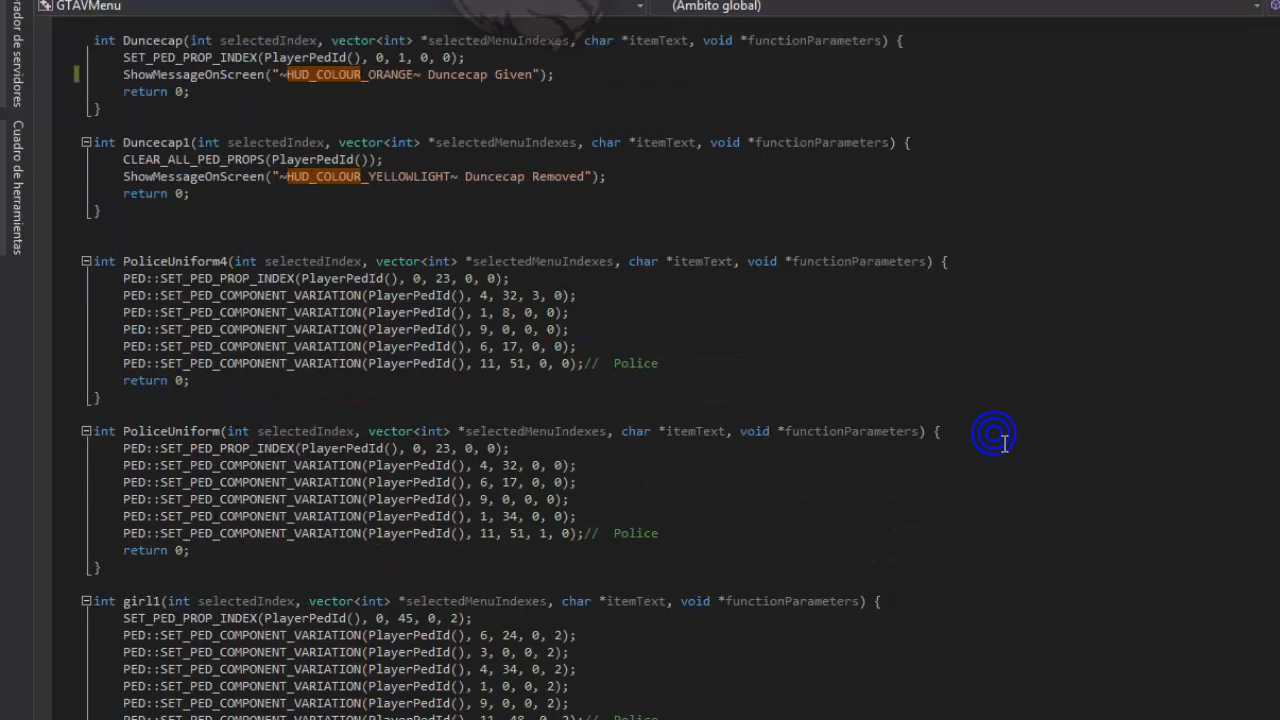 GTAVMenu
(Ámbito global)
orador de servidores
Cuadro de herramientas
int Duncecap(int selectedIndex, vector<int> *selectedMenuIndexes, char *itemText, void *functionParameters) {
SET_PED_PROP_INDEX(PlayerPedId(), 0, 1, 0, 0);
ShowMessageOnScreen("~HUD_COLOUR_ORANGE~ Duncecap Given");
return 0;
}
int Duncecap1(int selectedIndex, vector<int> *selectedMenuIndexes, char *itemText, void *functionParameters) {
CLEAR_ALL_PED_PROPS(PlayerPedId());
ShowMessageOnScreen("~HUD_COLOUR_YELLOWLIGHT~ Duncecap Removed");
return 0;
}
int PoliceUniform4(int selectedIndex, vector<int> *selectedMenuIndexes, char *itemText, void *functionParameters) {
PED::SET_PED_PROP_INDEX(PlayerPedId(), 0, 23, 0, 0);
PED::SET_PED_COMPONENT_VARIATION(PlayerPedId(), 4, 32, 3, 0);
PED::SET_PED_COMPONENT_VARIATION(PlayerPedId(), 1, 8, 0, 0);
PED::SET_PED_COMPONENT_VARIATION(PlayerPedId(), 9, 0, 0, 0);
PED::SET_PED_COMPONENT_VARIATION(PlayerPedId(), 6, 17, 0, 0);
PED::SET_PED_COMPONENT_VARIATION(PlayerPedId(), 11, 51, 0, 0);// Police
return 0;
}
int PoliceUniform(int selectedIndex, vector<int> *selectedMenuIndexes, char *itemText, void *functionParameters) {
PED::SET_PED_PROP_INDEX(PlayerPedId(), 0, 23, 0, 0);
PED::SET_PED_COMPONENT_VARIATION(PlayerPedId(), 4, 32, 0, 0);
PED::SET_PED_COMPONENT_VARIATION(PlayerPedId(), 6, 17, 0, 0);
PED::SET_PED_COMPONENT_VARIATION(PlayerPedId(), 9, 0, 0, 0);
PED::SET_PED_COMPONENT_VARIATION(PlayerPedId(), 1, 34, 0, 0);
PED::SET_PED_COMPONENT_VARIATION(PlayerPedId(), 11, 51, 1, 0);// Police
return 0;
}
int girl1(int selectedIndex, vector<int> *selectedMenuIndexes, char *itemText, void *functionParameters) {
SET_PED_PROP_INDEX(PlayerPedId(), 0, 45, 0, 2);
PED::SET_PED_COMPONENT_VARIATION(PlayerPedId(), 6, 24, 0, 2);
PED::SET_PED_COMPONENT_VARIATION(PlayerPedId(), 3, 0, 0, 2);
PED::SET_PED_COMPONENT_VARIATION(PlayerPedId(), 4, 34, 0, 2);
PED::SET_PED_COMPONENT_VARIATION(PlayerPedId(), 1, 0, 0, 2);
PED::SET_PED_COMPONENT_VARIATION(PlayerPedId(), 9, 0, 0, 2);
PED::SET_PED_COMPONENT_VARIATION(PlayerPedId(), 11, 48, 0, 2);// Police